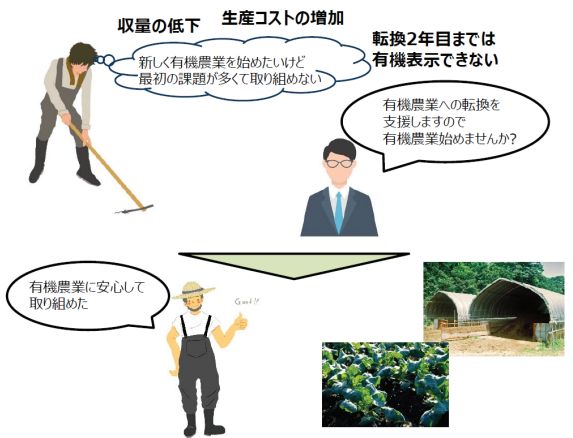 収量の低下
生産コストの増加
転換2年目までは
有機表示できない
新しく有機農業を始めたいけど
最初の課題が多くて取り組めない
有機農業への転換を
支援しますので
有機農業始めませんか?
有機農業に安心して
取り組めた
Good!!